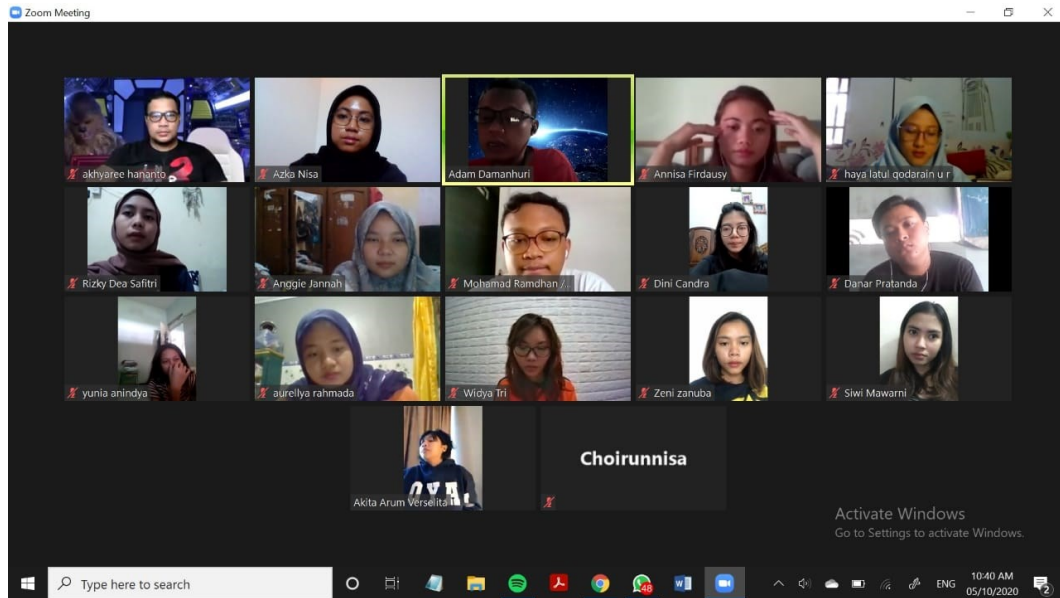 Zoom Meeting
akhyaree hananto
Azka Nisa
Adam Damanhuri
Annisa Firdausy
haya latul qodarain u r
Rizky Dea Safitri
Anggie Jannah
Mohamad Ramdhan /...
Dini Candra
Danar Pratanda
yunia anindya
aurellya rahmada
Widya Tri
Zeni zanuba
Siwi Mawarni
Akita Arum Verselita
Choirunnisa
Activate Windows
Go to Settings to activate Windows.
Type here to search
48
ENG
10:40 AM
05/10/2020
2